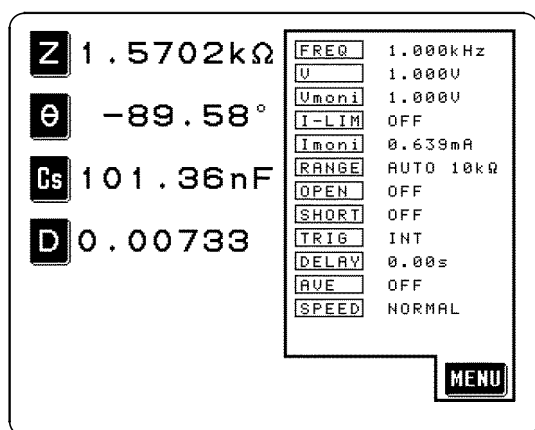 Z 1.5702kΩ
θ -89.58°
Cs 101.36nF
D 0.00733
FREQ 1.000kHz
V 1.000V
Vmoni 1.000V
I-LIM OFF
Imoni 0.639mA
RANGE AUTO 10kΩ
OPEN OFF
SHORT OFF
TRIG INT
DELAY 0.00s
AVE OFF
SPEED NORMAL
MENU